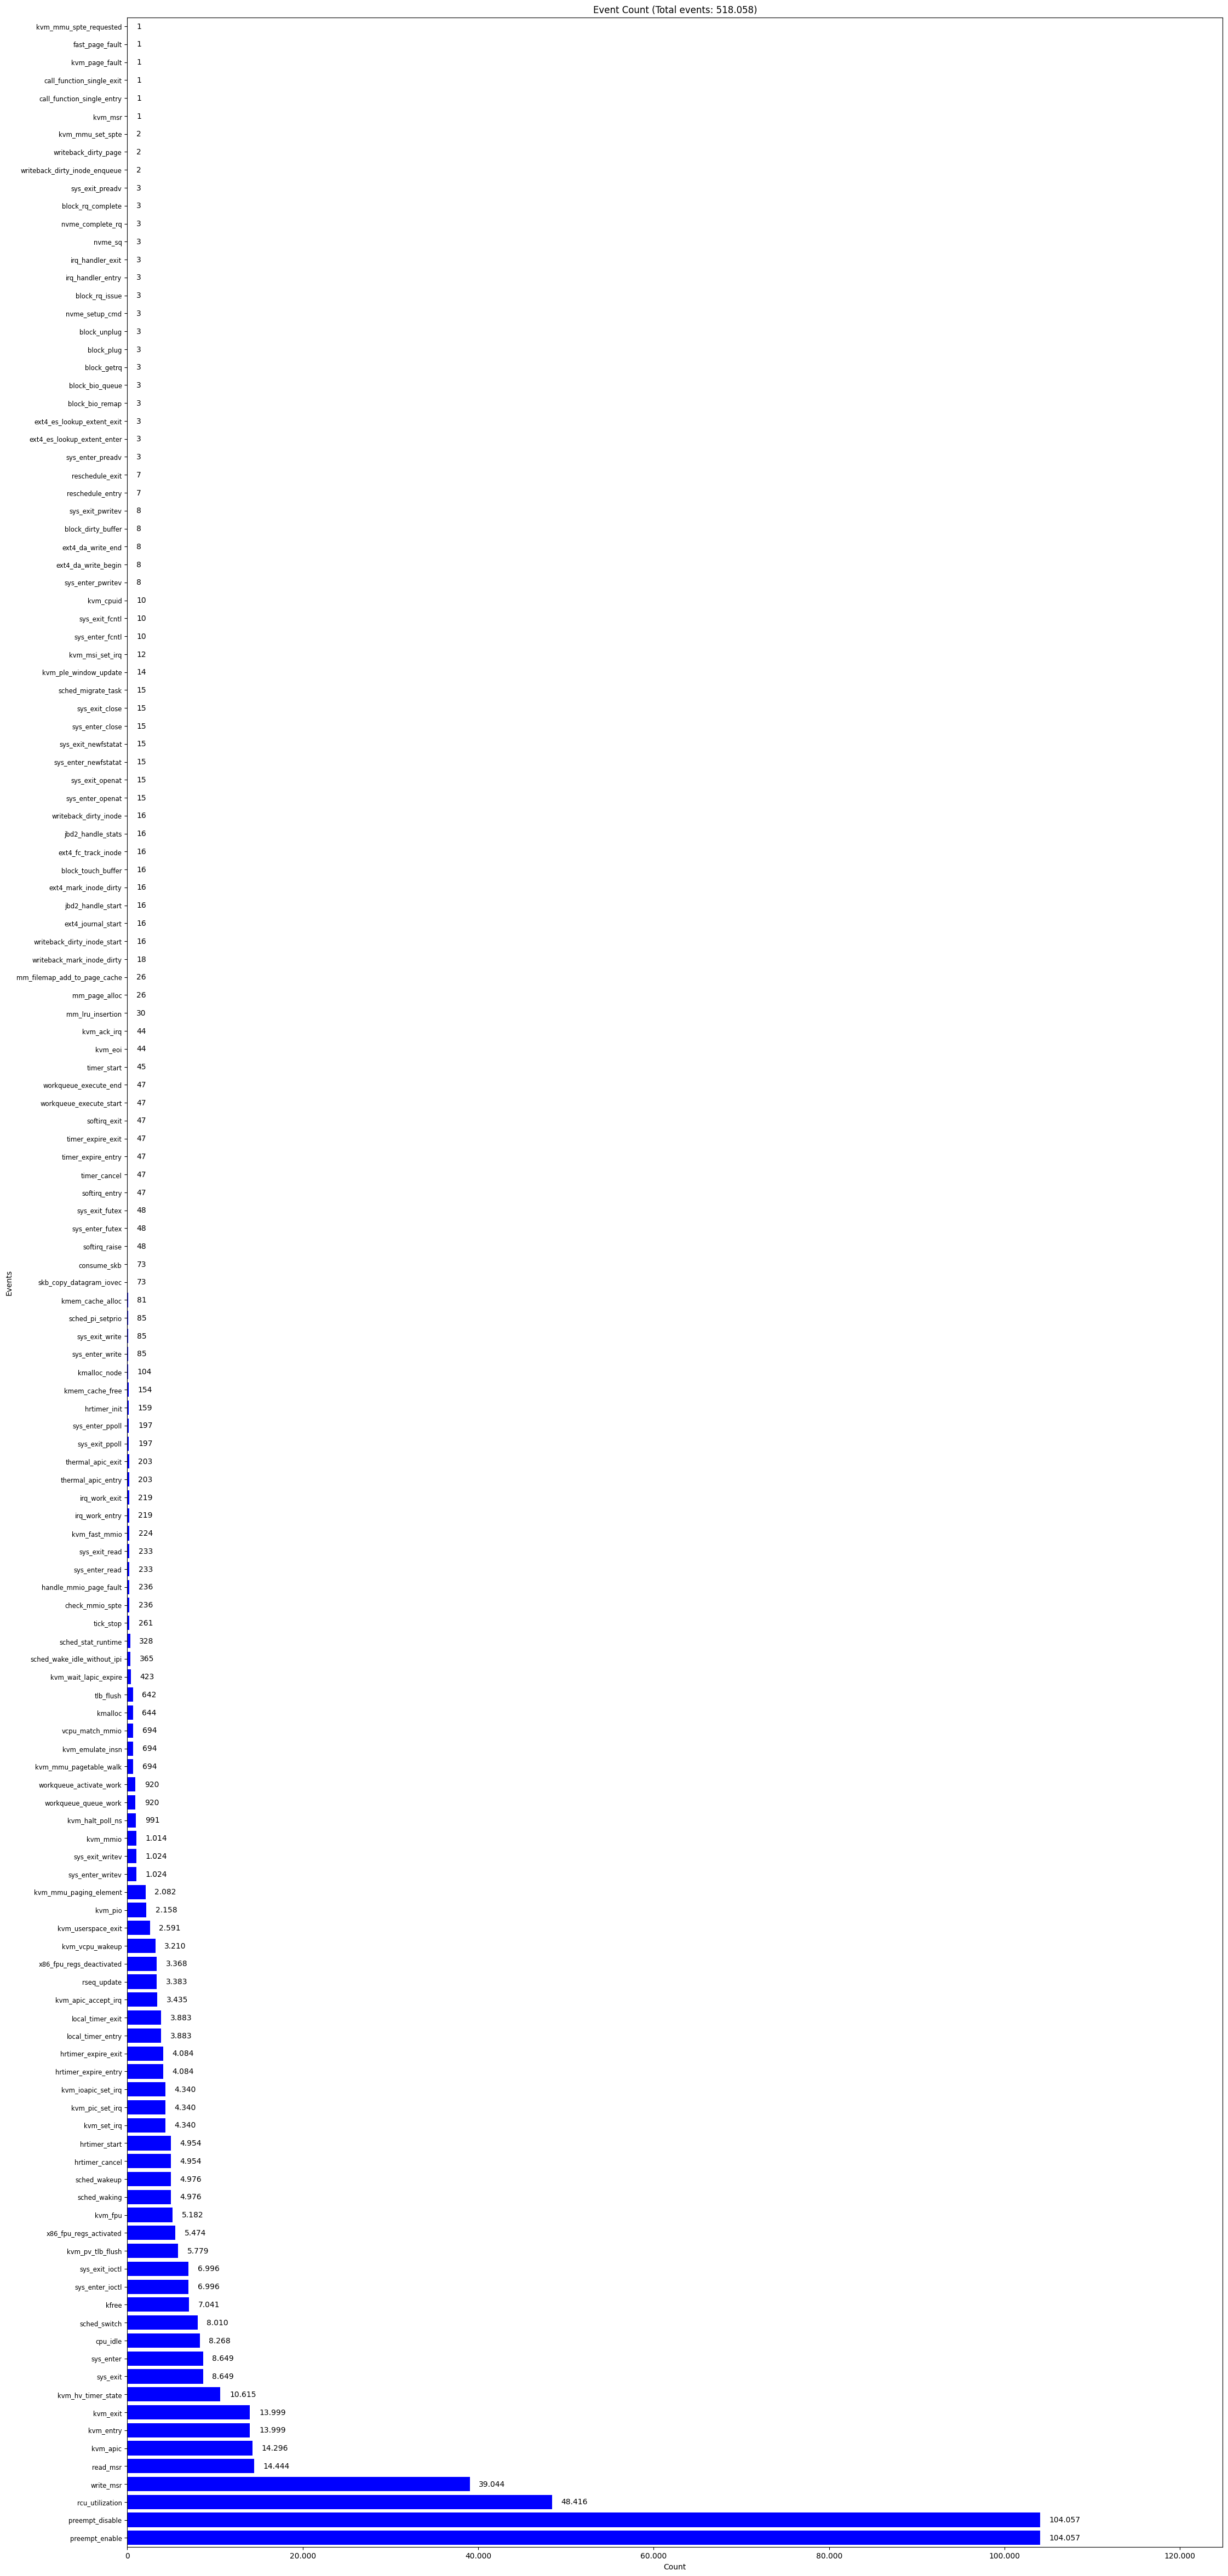 Event Count (Total events: 518.058)
kvm_mmu_spte_requested 1
fast_page_fault 1
kvm_page_fault 1
call_function_single_exit 1
call_function_single_entry 1
kvm_msr 1
kvm_mmu_set_spte 2
writeback_dirty_page 2
writeback_dirty_inode_enqueue 2
sys_exit_preadv 3
block_rq_complete 3
nvme_complete_rq 3
nvme_sq 3
irq_handler_exit 3
irq_handler_entry 3
block_rq_issue 3
nvme_setup_cmd 3
block_unplug 3
block_plug 3
block_getrq 3
block_bio_queue 3
block_bio_remap 3
ext4_es_lookup_extent_exit 3
ext4_es_lookup_extent_enter 3
sys_enter_preadv 3
reschedule_exit 7
reschedule_entry 7
sys_exit_pwritev 8
block_dirty_buffer 8
ext4_da_write_end 8
ext4_da_write_begin 8
sys_enter_pwritev 8
kvm_cpuid 10
sys_exit_fcntl 10
sys_enter_fcntl 10
kvm_msi_set_irq 12
kvm_ple_window_update 14
sched_migrate_task 15
sys_exit_close 15
sys_enter_close 15
sys_exit_newfstatat 15
sys_enter_newfstatat 15
sys_exit_openat 15
sys_enter_openat 15
writeback_dirty_inode 16
jbd2_handle_stats 16
ext4_fc_track_inode 16
block_touch_buffer 16
ext4_mark_inode_dirty 16
jbd2_handle_start 16
ext4_journal_start 16
writeback_dirty_inode_start 16
writeback_mark_inode_dirty 18
mm_filemap_add_to_page_cache 26
mm_page_alloc 26
mm_lru_insertion 30
kvm_ack_irq 44
kvm_eoi 44
timer_start 45
workqueue_execute_end 47
workqueue_execute_start 47
softirq_exit 47
timer_expire_exit 47
timer_expire_entry 47
timer_cancel 47
softirq_entry 47
sys_exit_futex 48
sys_enter_futex 48
softirq_raise 48
consume_skb 73
skb_copy_datagram_iovec 73
kmem_cache_alloc 81
sched_pi_setprio 85
sys_exit_write 85
sys_enter_write 85
kmalloc_node 104
kmem_cache_free 154
hrtimer_init 159
sys_enter_ppoll 197
sys_exit_ppoll 197
thermal_apic_exit 203
thermal_apic_entry 203
irq_work_exit 219
irq_work_entry 219
kvm_fast_mmio 224
sys_exit_read 233
sys_enter_read 233
handle_mmio_page_fault 236
check_mmio_spte 236
tick_stop 261
sched_stat_runtime 328
sched_wake_idle_without_ipi 365
kvm_wait_lapic_expire 423
tlb_flush 642
kmalloc 644
vcpu_match_mmio 694
kvm_emulate_insn 694
kvm_mmu_pagetable_walk 694
workqueue_activate_work 920
workqueue_queue_work 920
kvm_halt_poll_ns 991
kvm_mmio 1.014
sys_exit_writev 1.024
sys_enter_writev 1.024
kvm_mmu_paging_element 2.082
kvm_pio 2.158
kvm_userspace_exit 2.591
kvm_vcpu_wakeup 3.210
x86_fpu_regs_deactivated 3.368
rseq_update 3.383
kvm_apic_accept_irq 3.435
local_timer_exit 3.883
local_timer_entry 3.883
hrtimer_expire_exit 4.084
hrtimer_expire_entry 4.084
kvm_ioapic_set_irq 4.340
kvm_pic_set_irq 4.340
kvm_set_irq 4.340
hrtimer_start 4.954
hrtimer_cancel 4.954
sched_wakeup 4.976
sched_waking 4.976
kvm_fpu 5.182
x86_fpu_regs_activated 5.474
kvm_pv_tlb_flush 5.779
sys_exit_ioctl 6.996
sys_enter_ioctl 6.996
kfree 7.041
sched_switch 8.010
cpu_idle 8.268
sys_enter 8.649
sys_exit 8.649
kvm_hv_timer_state 10.615
kvm_exit 13.999
kvm_entry 13.999
kvm_apic 14.296
read_msr 14.444
write_msr 39.044
rcu_utilization 48.416
preempt_disable 104.057
preempt_enable 104.057
0 20.000 40.000 60.000 80.000 100.000 120.000
Count
Events